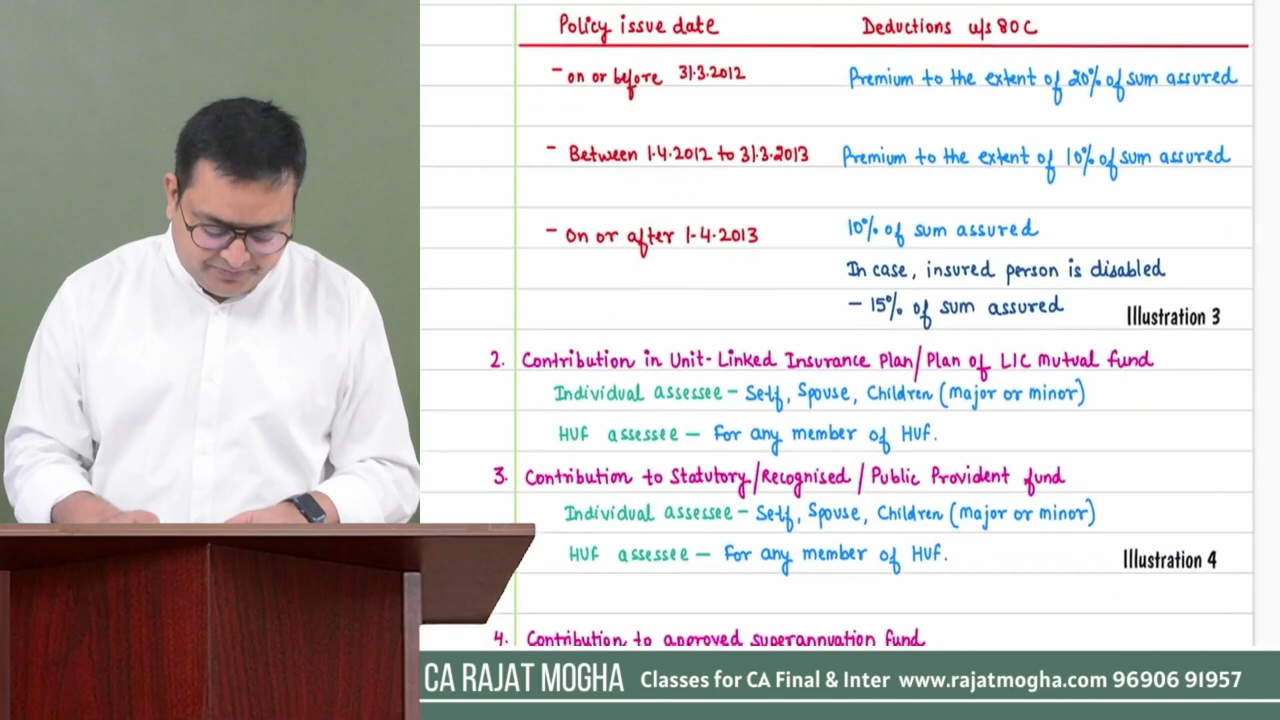 Policy issue date Deductions u/s 80C
- on or before 31.3.2012 Premium to the extent of 20% of sum assured
- Between 1.4.2012 to 31.3.2013 Premium to the extent of 10% of sum assured
- On or after 1-4-2013 10% of sum assured
In case, insured person is disabled
- 15% of sum assured
Illustration 3
2. Contribution in Unit-Linked Insurance Plan/Plan of LIC Mutual fund
Individual assessee - Self, Spouse, Children (major or minor)
HUF assessee - For any member of HUF.
3. Contribution to Statutory/Recognised/Public Provident fund
Individual assessee - Self, Spouse, Children (major or minor)
HUF assessee - For any member of HUF.
Illustration 4
4. Contribution to approved superannuation fund
CA RAJAT MOGHA Classes for CA Final & Inter www.rajatmogha.com 96906 91957